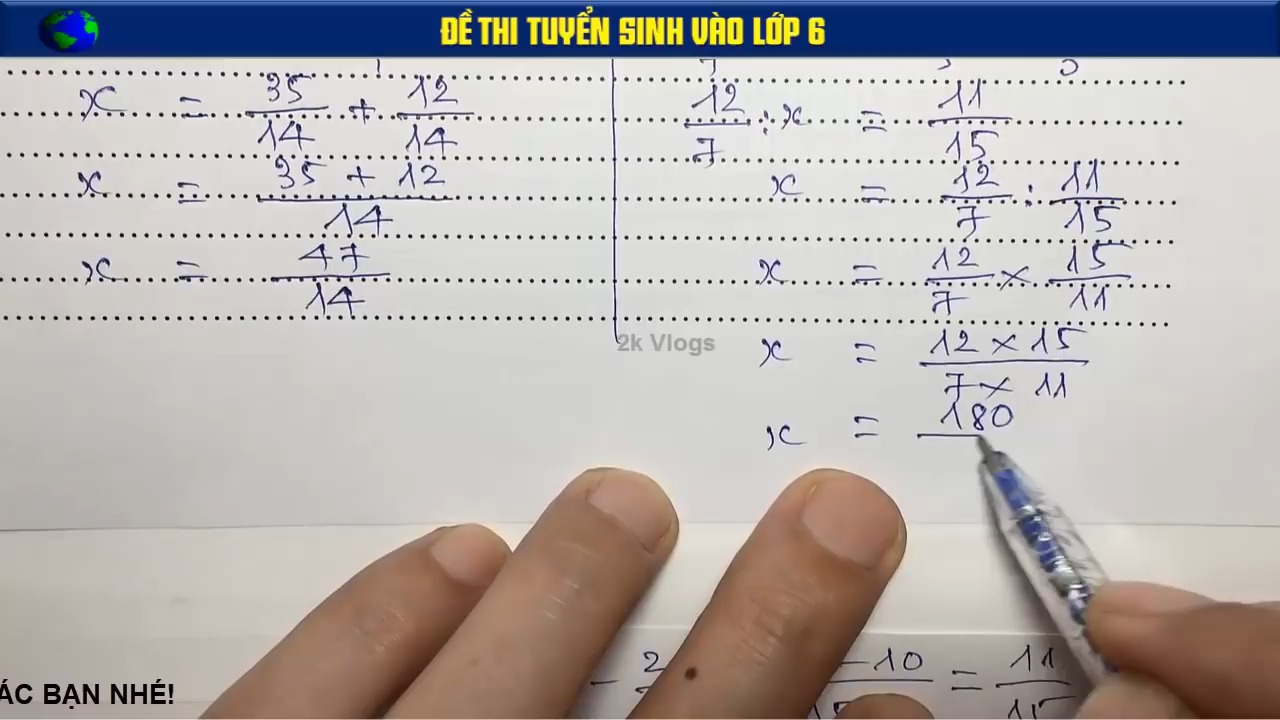 ĐỀ THI TUYỂN SINH VÀO LỚP 6
x = 35/14 + 12/14
x = (35 + 12)/14
x = 47/14
12/7 : x = 11/15
x = 12/7 : 11/15
x = 12/7 × 15/11
x = (12 × 15)/(7 × 11)
x = 180
2k Vlogs
-10 = 11
ÁC BẠN NHÉ!